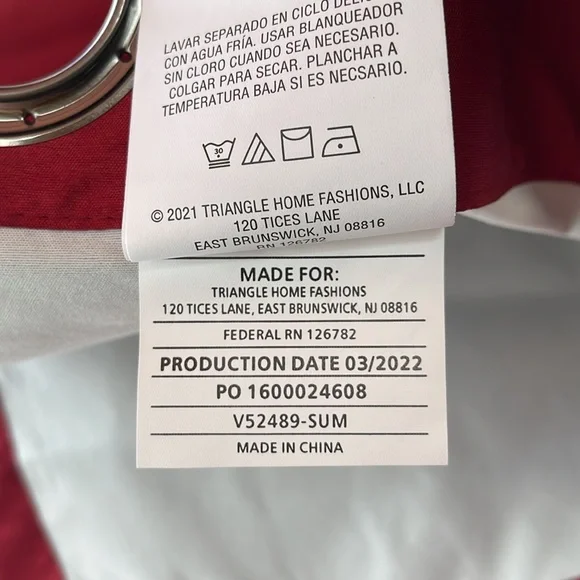 LAVAR SEPARADO EN CICLO
CON AGUA FRÍA. USAR BLANQUEADOR
SIN CLORO CUANDO SEA NECESARIO.
COLGAR PARA SECAR. PLANCHAR A
TEMPERATURA BAJA SI ES NECSARIO.
30
© 2021 TRIANGLE HOME FASHIONS, LLC
120 TICES LANE
EAST BRUNSWICK, NJ 08816
RN 126782
MADE FOR:
TRIANGLE HOME FASHIONS
120 TICES LANE, EAST BRUNSWICK, NJ 08816
FEDERAL RN 126782
PRODUCTION DATE 03/2022
PO 1600024608
V52489-SUM
MADE IN CHINA